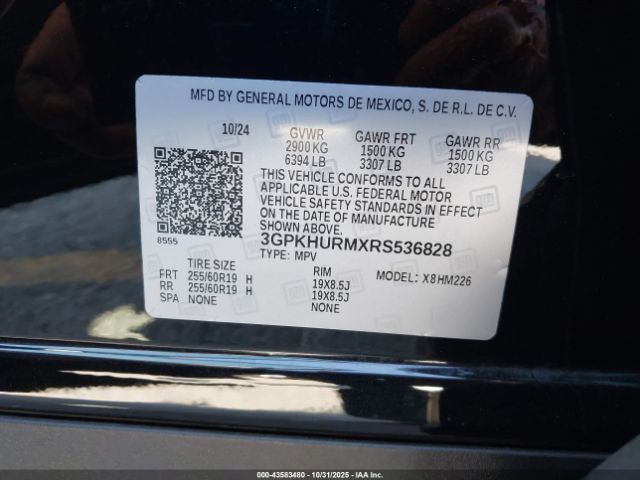 MFD BY GENERAL MOTORS DE MEXICO, S. DE R.L. DE C.V.
10/24 GVWR GAWR FRT GAWR RR
2900 KG 1500 KG 1500 KG
6394 LB 3307 LB 3307 LB
THIS VEHICLE CONFORMS TO ALL
APPLICABLE U.S. FEDERAL MOTOR
VEHICLE SAFETY STANDARDS IN EFFECT
ON THE DATE OF MANUFACTURE
SHOWN ABOVE.
8555 3GPKHURMXRS536828
TYPE: MPV
TIRE SIZE RIM MODEL: X8HM226
FRT 255/60R19 H 19X8.5J
RR 255/60R19 H 19X8.5J
SPA NONE NONE
000-43583480 - 10/31/2025 - IAAI.COM